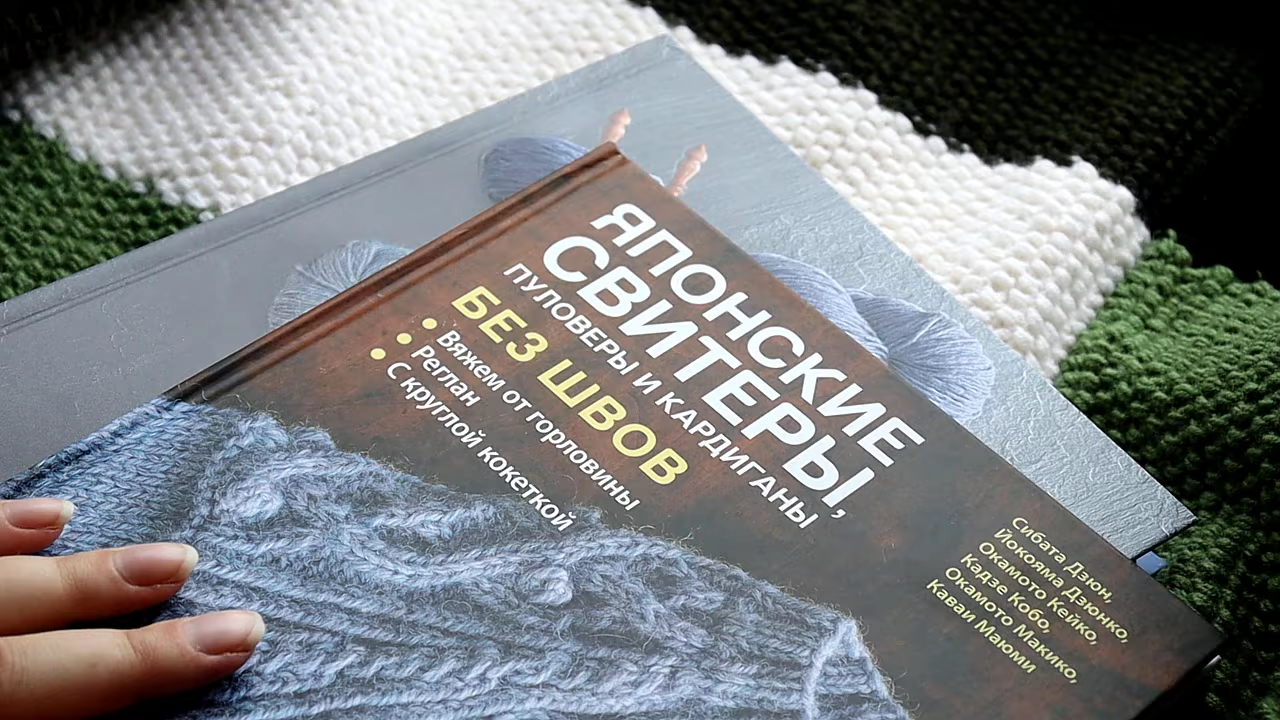 ЯПОНСКИЕ
СВИТЕРЫ,
ПУЛОВЕРЫ И КАРДИГАНЫ
БЕЗ ШВОВ
Вяжем от горловины
Реглан
С круглой кокеткой
Сибата Дзюн,
Йокояма Дзюнко,
Окамото Кейко,
Кадзе Кобо,
Окамото Макико,
Каваи Маюми